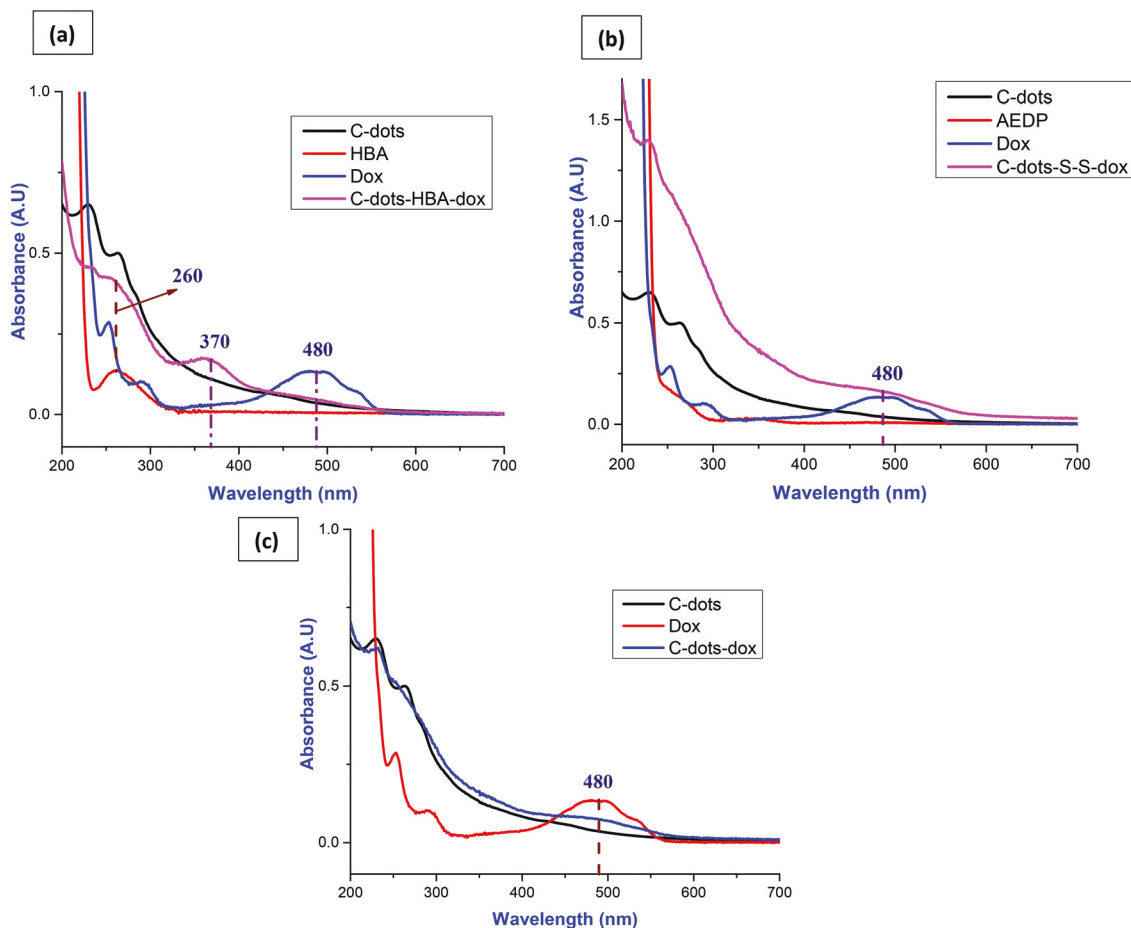 (a)
1.0
0.5
0.0
Absorbance (A.U)
C-dots
HBA
Dox
C-dots-HBA-dox
260
370
480
200 300 400 500 600 700
Wavelength (nm)
(b)
1.5
1.0
0.5
0.0
Absorbance (A.U)
C-dots
AEDP
Dox
C-dots-S-S-dox
480
200 300 400 500 600 700
Wavelength (nm)
(c)
1.0
0.5
0.0
Absorbance (A.U)
C-dots
Dox
C-dots-dox
480
200 300 400 500 600 700
Wavelength (nm)